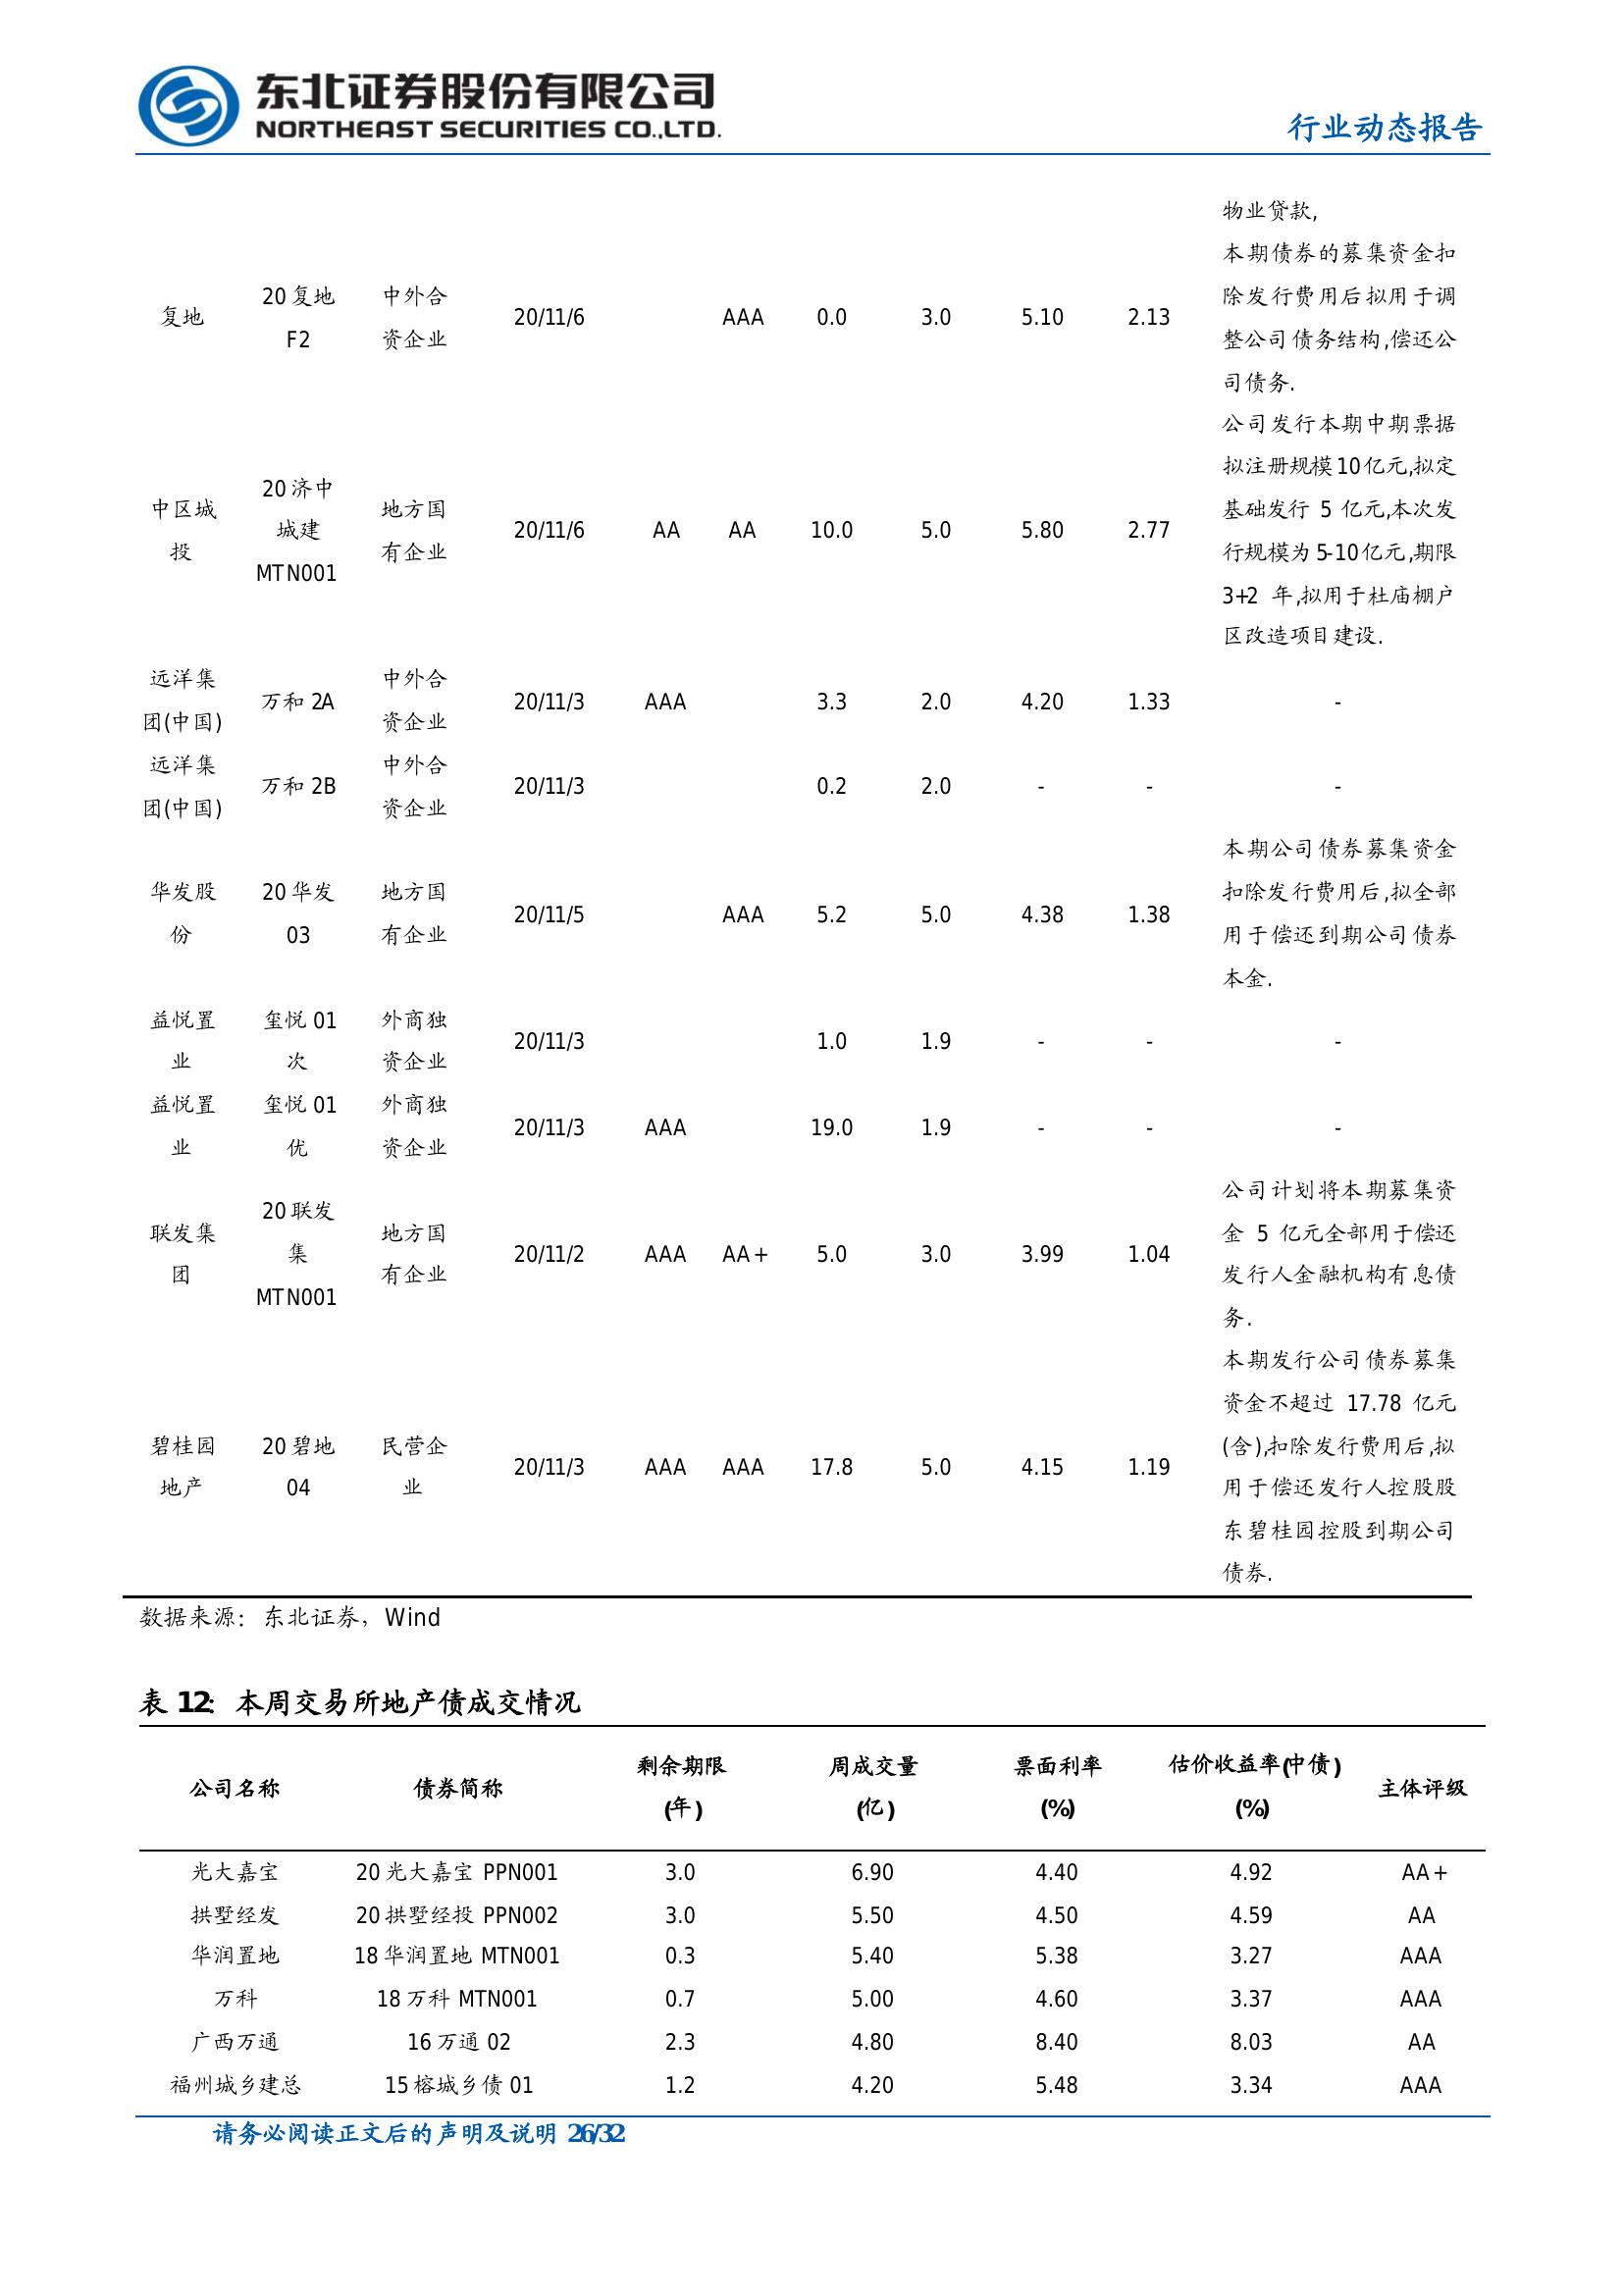 东北证券股份有限公司
NORTHEAST SECURITIES CO.,LTD.
行业动态报告
物业贷款,
复地 20复地F2 中外合资企业 20/11/6 AAA 0.0 3.0 5.10 2.13
本期债券的募集资金扣
除发行费用后拟用于调
整公司债务结构,偿还公
司债务.
中区城投 20济中城建MTN001 地方国有企业 20/11/6 AA AA 10.0 5.0 5.80 2.77
公司发行本期中期票据
拟注册规模10亿元,拟定
基础发行 5 亿元,本次发
行规模为5-10亿元,期限
3+2 年,拟用于杜庙棚户
区改造项目建设.
远洋集团(中国) 万和2A 中外合资企业 20/11/3 AAA 3.3 2.0 4.20 1.33 -
远洋集团(中国) 万和2B 中外合资企业 20/11/3 0.2 2.0 - - -
华发股份 20华发03 地方国有企业 20/11/5 AAA 5.2 5.0 4.38 1.38
本期公司债券募集资金
扣除发行费用后,拟全部
用于偿还到期公司债券
本金.
益悦置业 玺悦01次 外商独资企业 20/11/3 1.0 1.9 - - -
益悦置业 玺悦01优 外商独资企业 20/11/3 AAA 19.0 1.9 - - -
联发集团 20联发集MTN001 地方国有企业 20/11/2 AAA AA+ 5.0 3.0 3.99 1.04
公司计划将本期募集资
金 5 亿元全部用于偿还
发行人金融机构有息债
务.
碧桂园地产 20碧地04 民营企业 20/11/3 AAA AAA 17.8 5.0 4.15 1.19
本期发行公司债券募集
资金不超过 17.78 亿元
(含),扣除发行费用后,拟
用于偿还发行人控股股
东碧桂园控股到期公司
债券.
数据来源：东北证券，Wind
表 12：本周交易所地产债成交情况
公司名称 债券简称 剩余期限(年) 周成交量(亿) 票面利率(%) 估价收益率(中债)(%) 主体评级
光大嘉宝 20光大嘉宝PPN001 3.0 6.90 4.40 4.92 AA+
拱墅经发 20拱墅经投PPN002 3.0 5.50 4.50 4.59 AA
华润置地 18华润置地MTN001 0.3 5.40 5.38 3.27 AAA
万科 18万科MTN001 0.7 5.00 4.60 3.37 AAA
广西万通 16万通02 2.3 4.80 8.40 8.03 AA
福州城乡建总 15榕城乡债01 1.2 4.20 5.48 3.34 AAA
请务必阅读正文后的声明及说明 26/32